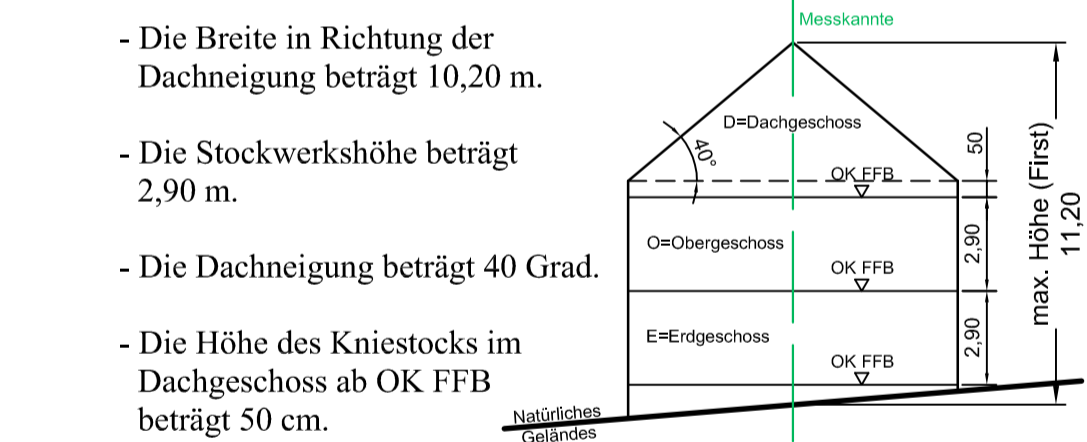 - Die Breite in Richtung der
Dachneigung beträgt 10,20 m.
- Die Stockwerkshöhe beträgt
2,90 m.
- Die Dachneigung beträgt 40 Grad.
- Die Höhe des Kniestocks im
Dachgeschoss ab OK FFB
beträgt 50 cm.
Messkannte
D=Dachgeschoss
40°
OK FFB
50
O=Obergeschoss
OK FFB
2,90
E=Erdgeschoss
OK FFB
2,90
max. Höhe (First)
11,20
Natürliches
Geländes